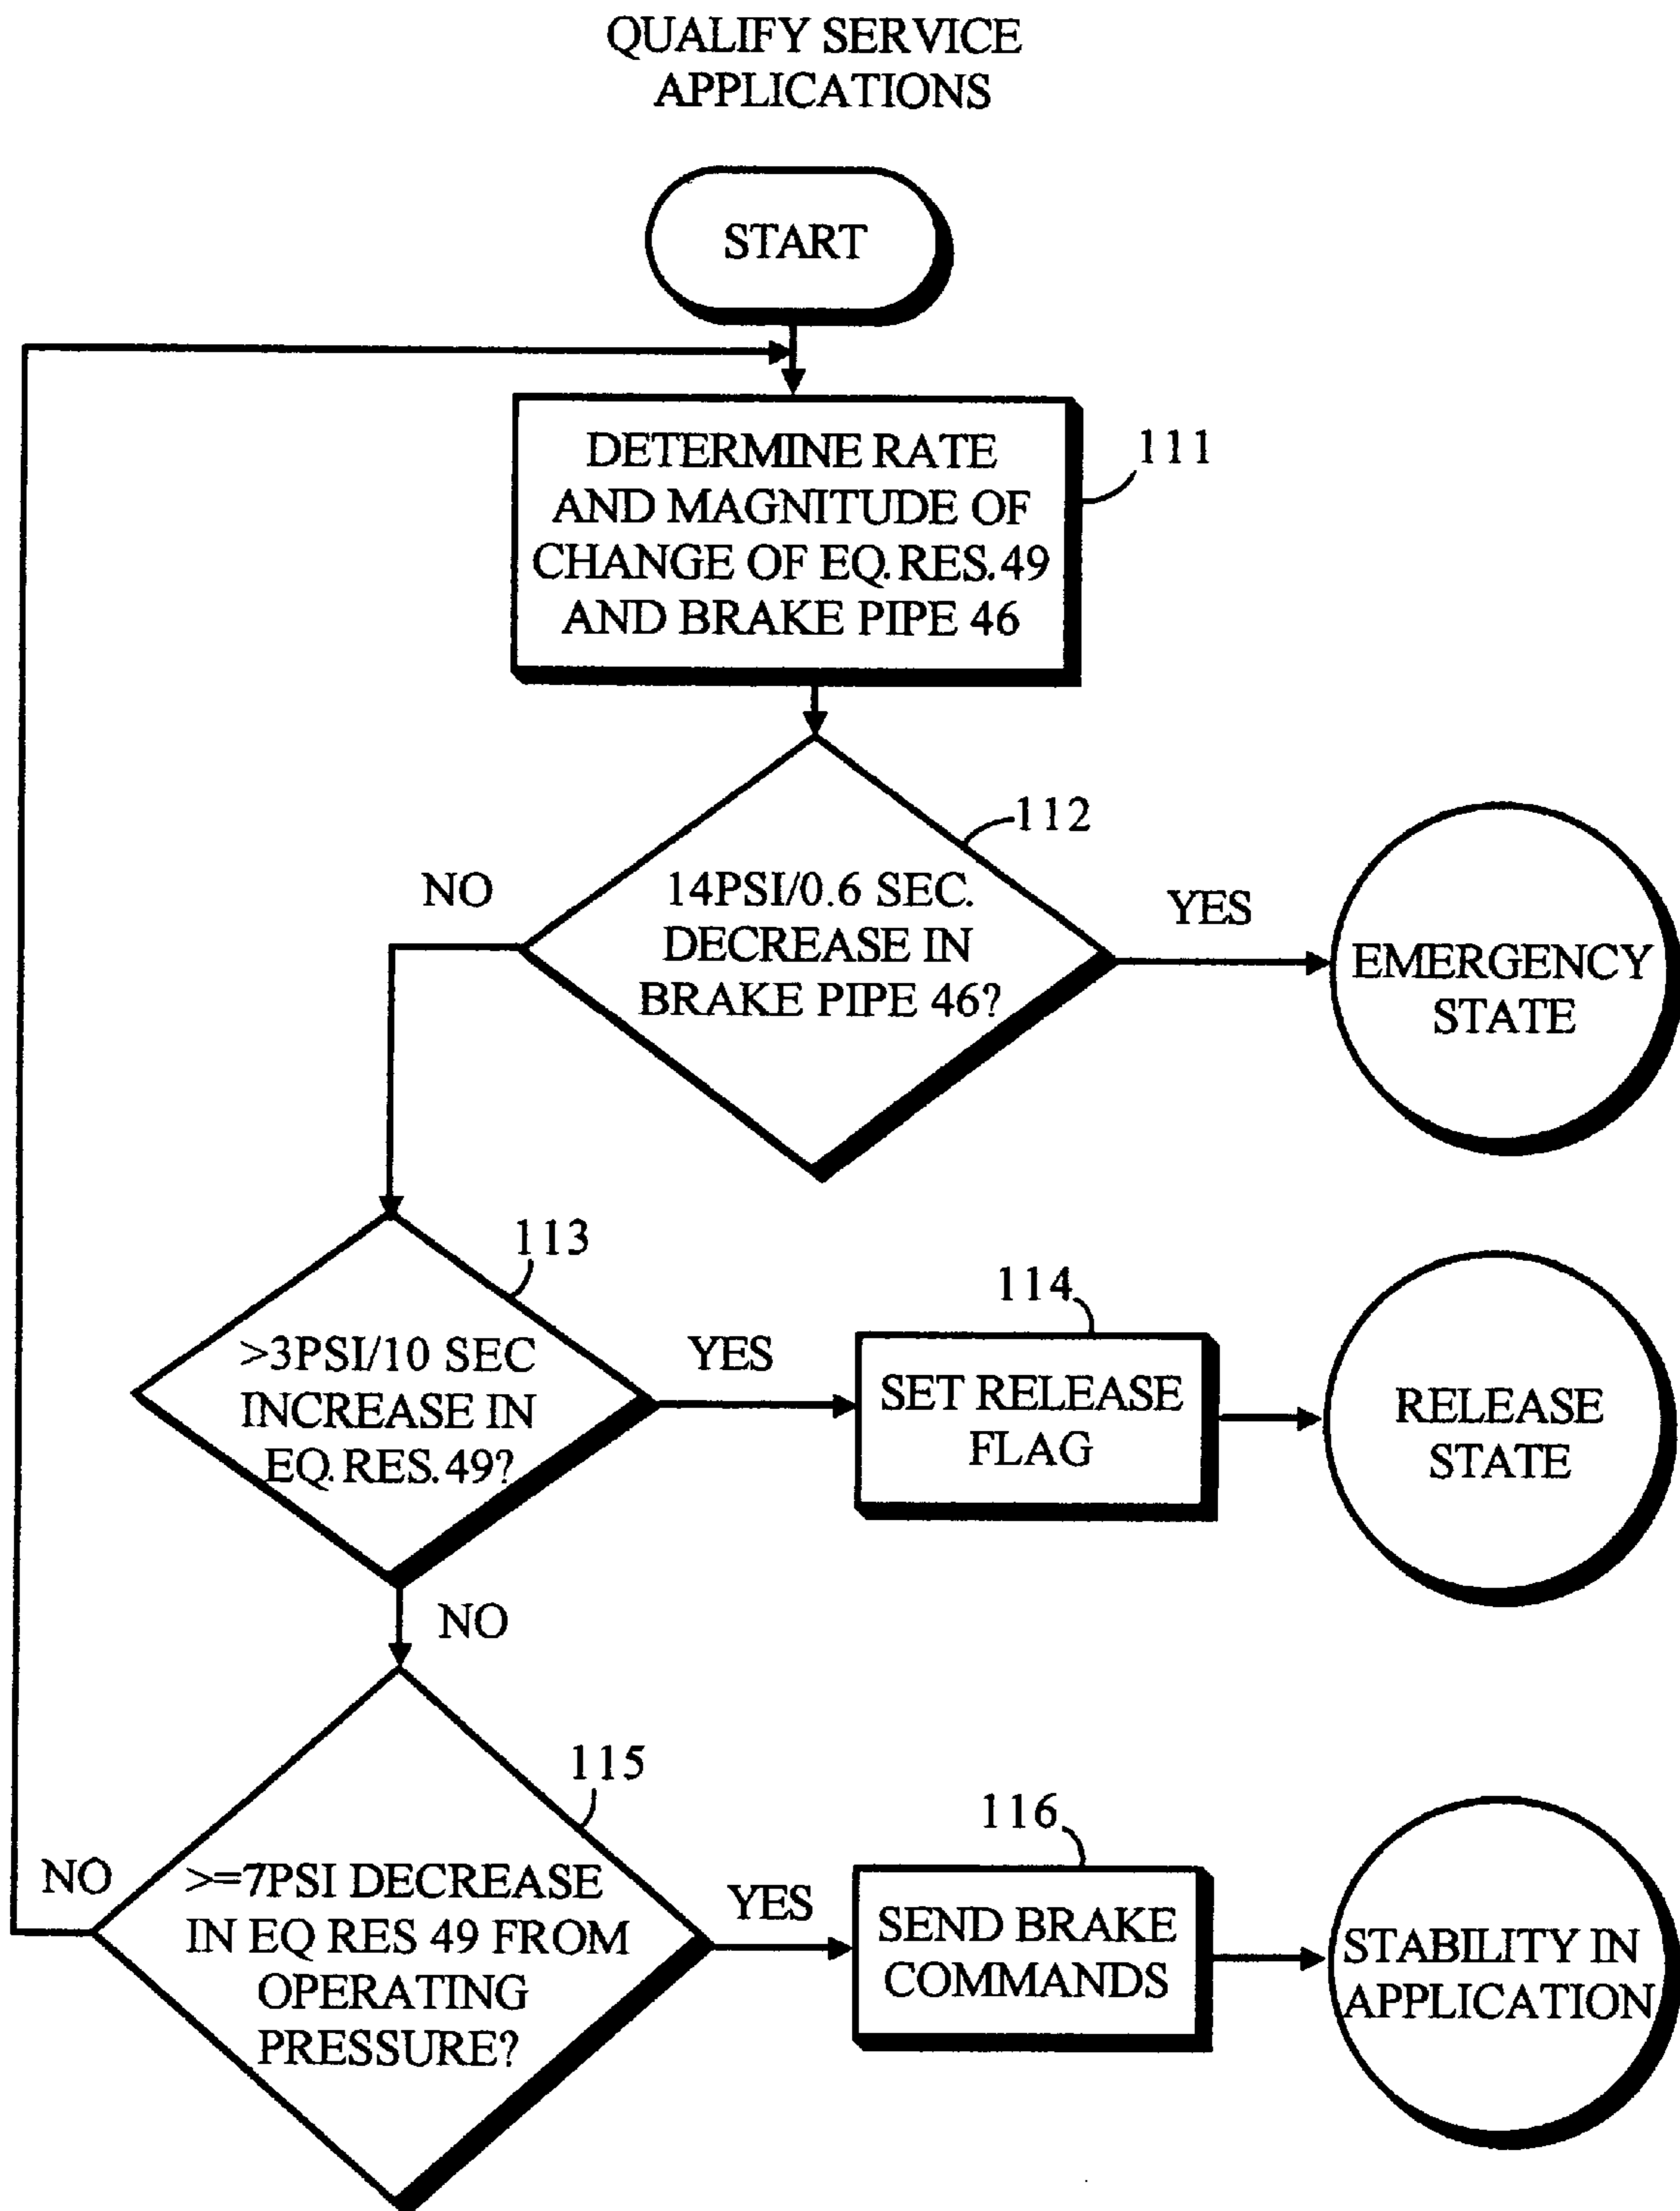 QUALIFY SERVICE
APPLICATIONS
START
DETERMINE RATE
AND MAGNITUDE OF
CHANGE OF EQ. RES. 49
AND BRAKE PIPE 46
111
112
14PSI/0.6 SEC.
DECREASE IN
BRAKE PIPE 46?
NO
YES
EMERGENCY
STATE
113
>3PSI/10 SEC
INCREASE IN
EQ. RES. 49?
YES
114
SET RELEASE
FLAG
RELEASE
STATE
NO
115
>=7PSI DECREASE
IN EQ RES 49 FROM
OPERATING
PRESSURE?
NO
YES
116
SEND BRAKE
COMMANDS
STABILITY IN
APPLICATION